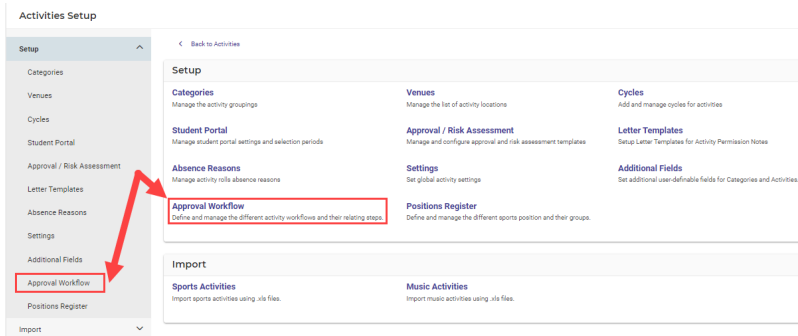 Activities Setup
Setup
Categories
Venues
Cycles
Student Portal
Approval / Risk Assessment
Letter Templates
Absence Reasons
Settings
Additional Fields
Approval Workflow
Positions Register
Import
Back to Activities
Setup
Categories
Manage the activity groupings
Venues
Manage the list of activity locations
Cycles
Add and manage cycles for activities
Student Portal
Manage student portal settings and selection periods
Approval / Risk Assessment
Manage and configure approval and risk assessment templates
Letter Templates
Setup Letter Templates for Activity Permission Notes
Absence Reasons
Manage activity rolls absence reasons
Settings
Set global activity settings
Additional Fields
Set additional user-definable fields for Categories and Activities
Approval Workflow
Define and manage the different activity workflows and their relating steps.
Positions Register
Define and manage the different sports position and their groups.
Import
Sports Activities
Import sports activities using .xls files.
Music Activities
Import music activities using .xls files.